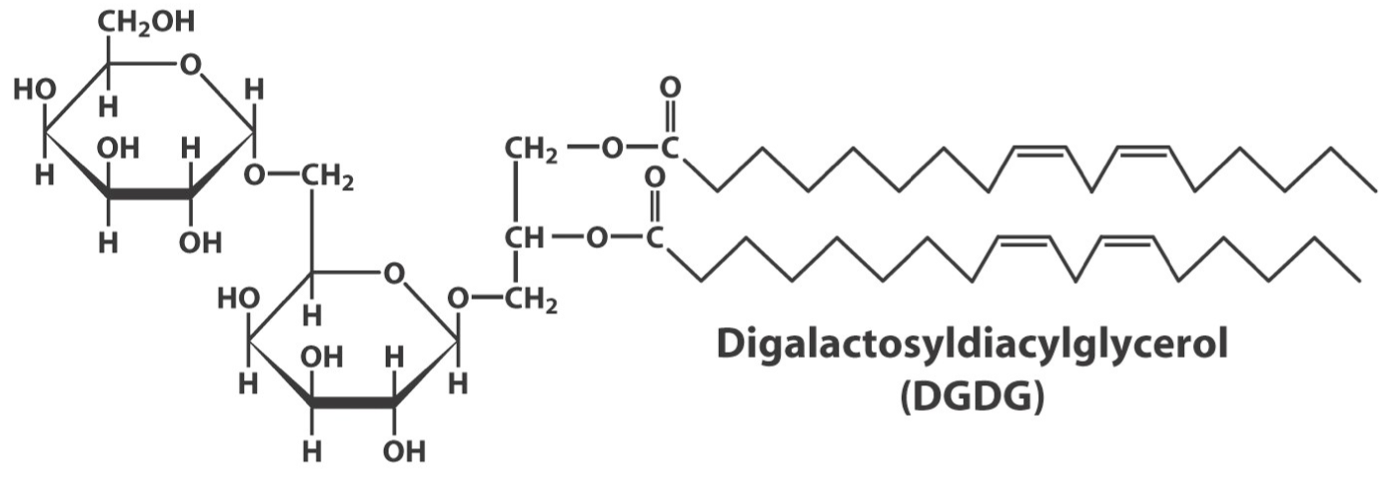 CH₂OH
O
HO H
H
OH H
H O—CH₂
H OH
O
CH₂—O—C
O
CH—O—C
O
HO O—CH₂
H
OH H
H H
H OH
Digalactosyldiacylglycerol
(DGDG)